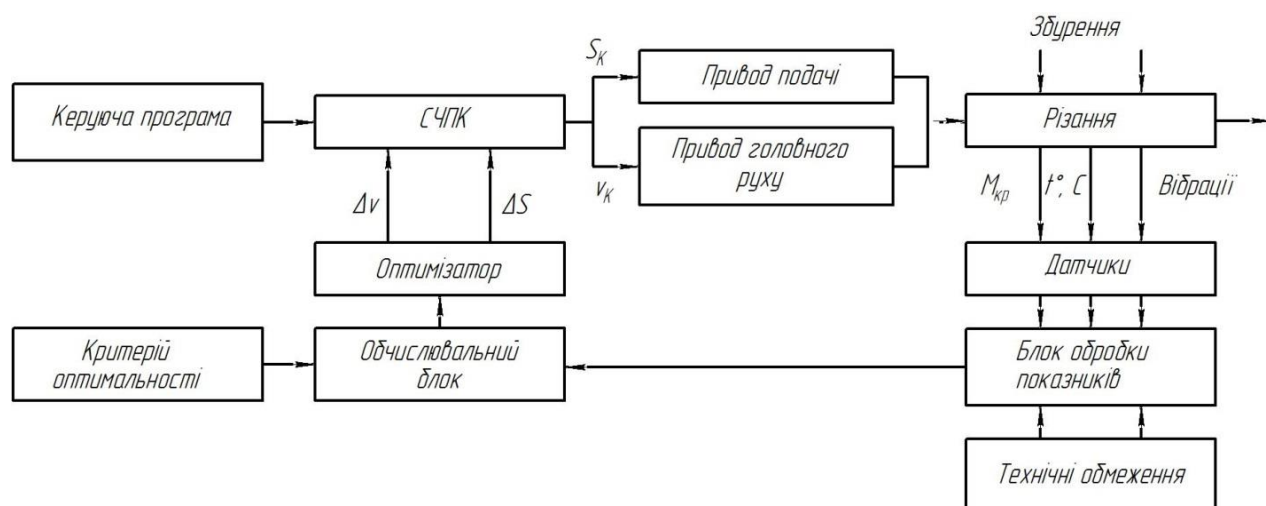 Збурення
Керуюча програма
СЧПК
S_K
Привод подачі
Привод головного
руху
v_K
Різання
Δv
ΔS
M_кр
t°, C
Вібрації
Оптимізатор
Датчики
Критерій
оптимальності
Обчислювальний
блок
Блок обробки
показників
Технічні обмеження